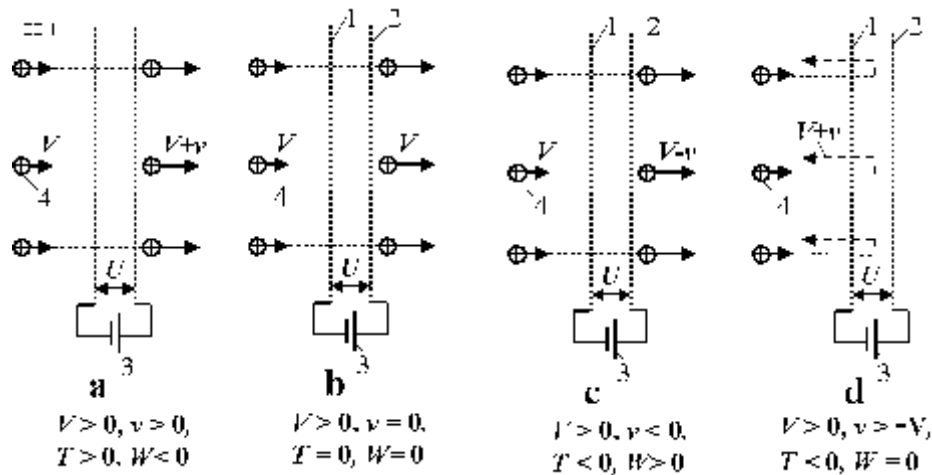 1 2 1 2 1 2
V V+v V V V V-v V+v
4 4 4 4
U U U U
3 3 3 3
a b c d
V > 0, v > 0,
T > 0, W < 0
V > 0, v = 0,
T = 0, W = 0
V > 0, v < 0,
T < 0, W > 0
V > 0, v > -V,
T < 0, W = 0